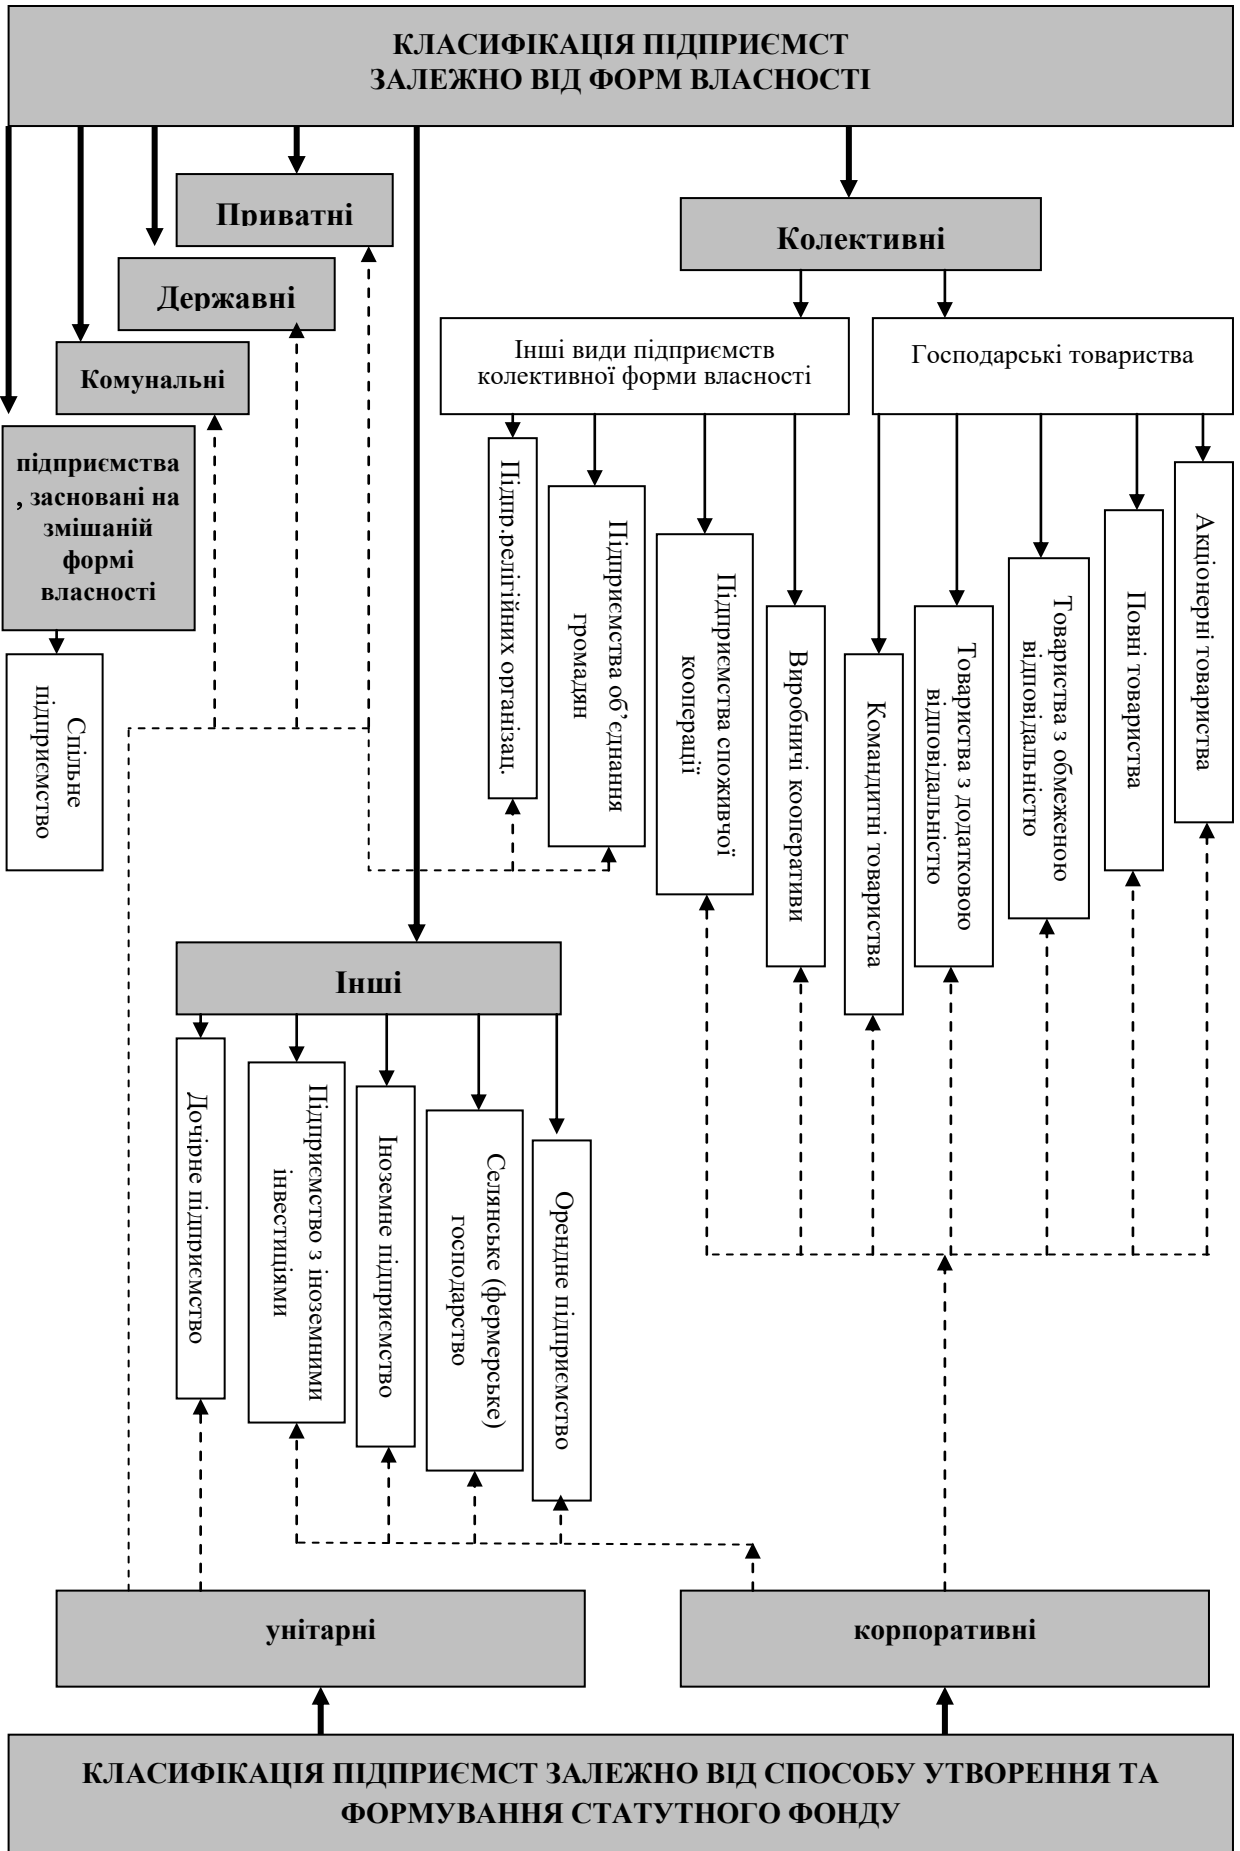 КЛАСИФІКАЦІЯ ПІДПРИЄМСТ
ЗАЛЕЖНО ВІД ФОРМ ВЛАСНОСТІ
Приватні
Колективні
Державні
Інші види підприємств
колективної форми власності
Господарські товариства
Комунальні
підприємства
, засновані на
змішаній
формі
власності
Підпр.релігійних організац.
Підприємства об’єднання
громадян
Підприємства споживчої
кооперації
Виробничі кооперативи
Командитні товариства
Товариства з додатковою
відповідальністю
Товариства з обмеженою
відповідальністю
Повні товариства
Акціонерні товариства
Спільне
підприємство
Інші
Дочірнє підприємство
Підприємство з іноземними
інвестиціями
Іноземне підприємство
Селянське (фермерське)
господарство
Орендне підприємство
унітарні
корпоративні
КЛАСИФІКАЦІЯ ПІДПРИЄМСТ ЗАЛЕЖНО ВІД СПОСОБУ УТВОРЕННЯ ТА
ФОРМУВАННЯ СТАТУТНОГО ФОНДУ